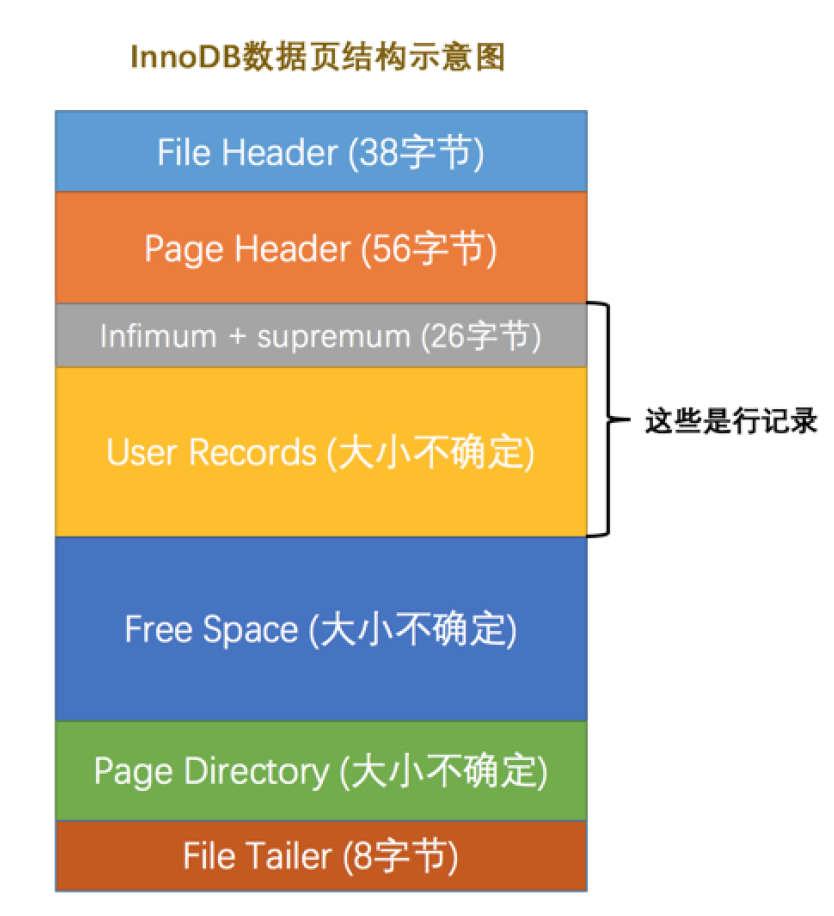 InnoDB数据页结构示意图
File Header (38字节)
Page Header (56字节)
Infimum + supremum (26字节)
这些是行记录
User Records (大小不确定)
Free Space (大小不确定)
Page Directory (大小不确定)
File Tailer (8字节)